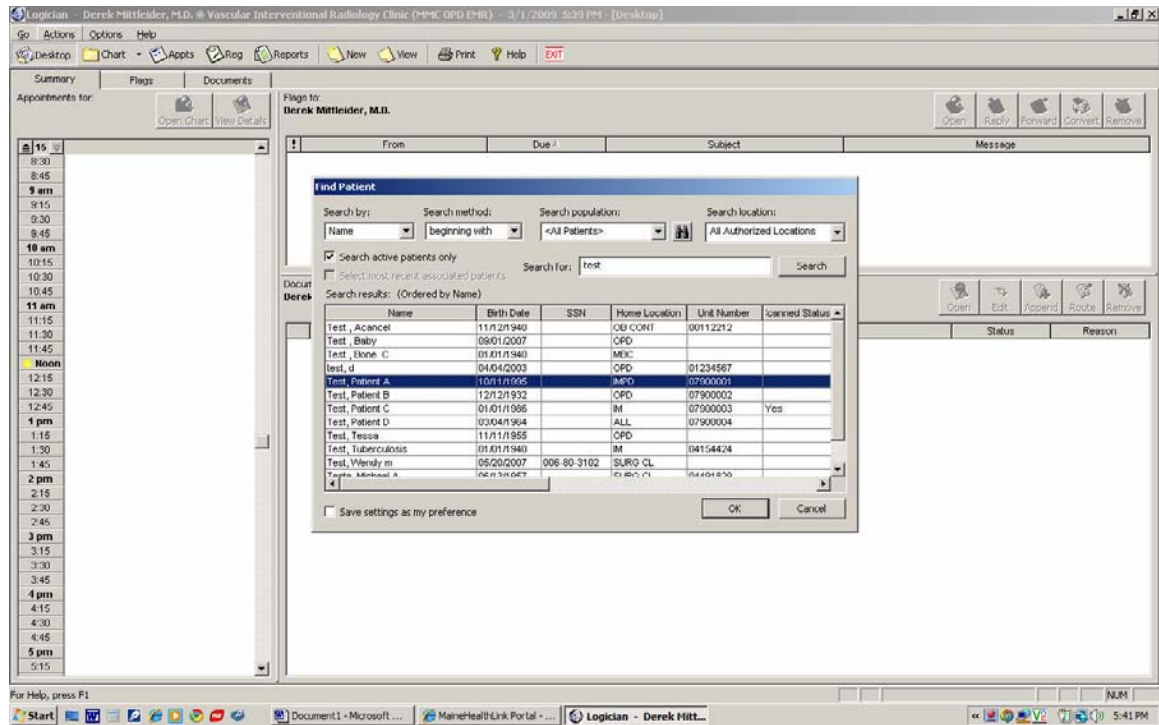 Logician - Derek Mittleider, M.D. @ Vascular Interventional Radiology Clinic (MMC OPD EMR) - 3/1/2009 5:39 PM - [Desktop]
Go Actions Options Help
Desktop Chart Appts Reg Reports New View Print Help EXIT
Summary Flags Documents
Appointments for:
Open Chart View Details
Flags to:
Derek Mittleider, M.D.
Open Reply Forward Convert Remove
! From Due Subject Message
15
8:30
8:45
9 am
9:15
9:30
9:45
10 am
10:15
10:30
10:45
11 am
11:15
11:30
11:45
Noon
12:15
12:30
12:45
1 pm
1:15
1:30
1:45
2 pm
2:15
2:30
2:45
3 pm
3:15
3:30
3:45
4 pm
4:15
4:30
4:45
5 pm
5:15
Find Patient
Search by: Search method: Search population: Search location:
Name beginning with <All Patients> All Authorized Locations
Search active patients only
Search for: test Search
Select most recent associated patients
Search results: (Ordered by Name)
Name Birth Date SSN Home Location Unit Number Scanned Status
Test , Acancel 11/12/1940 OB CONT 00112212
Test , Baby 09/01/2007 OPD
Test , Bone C 01/01/1940 MBC
test, d 04/04/2003 OPD 01234567
Test, Patient A 10/11/1995 IMPD 07900001
Test, Patient B 12/12/1932 OPD 07900002
Test, Patient C 01/01/1986 IM 07900003 Yes
Test, Patient D 03/04/1964 ALL 07900004
Test, Tessa 11/11/1955 OPD
Test, Tuberculosis 01/01/1940 IM 04154424
Test, Wendy m 05/20/2007 006-80-3102 SURG CL
Save settings as my preference
OK Cancel
Docum
Derek
Open Edit Append Route Remove
Status Reason
For Help, press F1
NUM
Start Document1 - Microsoft ... MaineHealthLink Portal - ... Logician - Derek Mitt... 5:41 PM